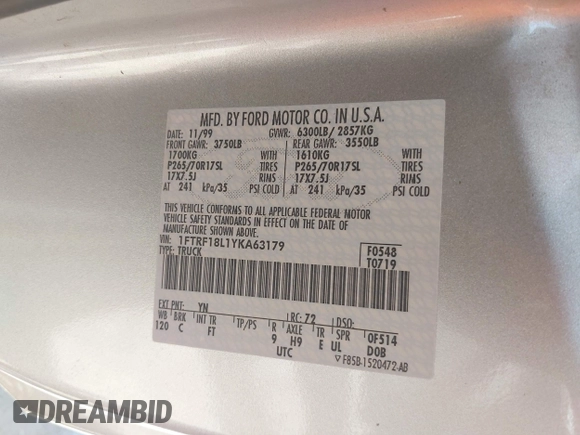 MFD. BY FORD MOTOR CO. IN U.S.A.
DATE: 11/99 GVWR: 6300LB/ 2857KG
FRONT GAWR: 3750LB REAR GAWR: 3550LB
1700KG WITH 1610KG WITH
P265/70R17SL TIRES P265/70R17SL TIRES
17X7.5J RIMS 17X7.5J RIMS
AT 241 kPa/35 PSI COLD AT 241 kPa/35 PSI COLD
THIS VEHICLE CONFORMS TO ALL APPLICABLE FEDERAL MOTOR
VEHICLE SAFETY STANDARDS IN EFFECT ON THE DATE OF
MANUFACTURE SHOWN ABOVE.
VIN: 1FTRF18L1YKA63179 F0548
TYPE: TRUCK T0719
EXT PNT: YN RC: 72 DSO:
WB BRK INT TR TP/PS R AXLE TR SPR 0F514
120 C FT 9 H9 E UL DOB
UTC F85B-1520472-AB
DREAMBID